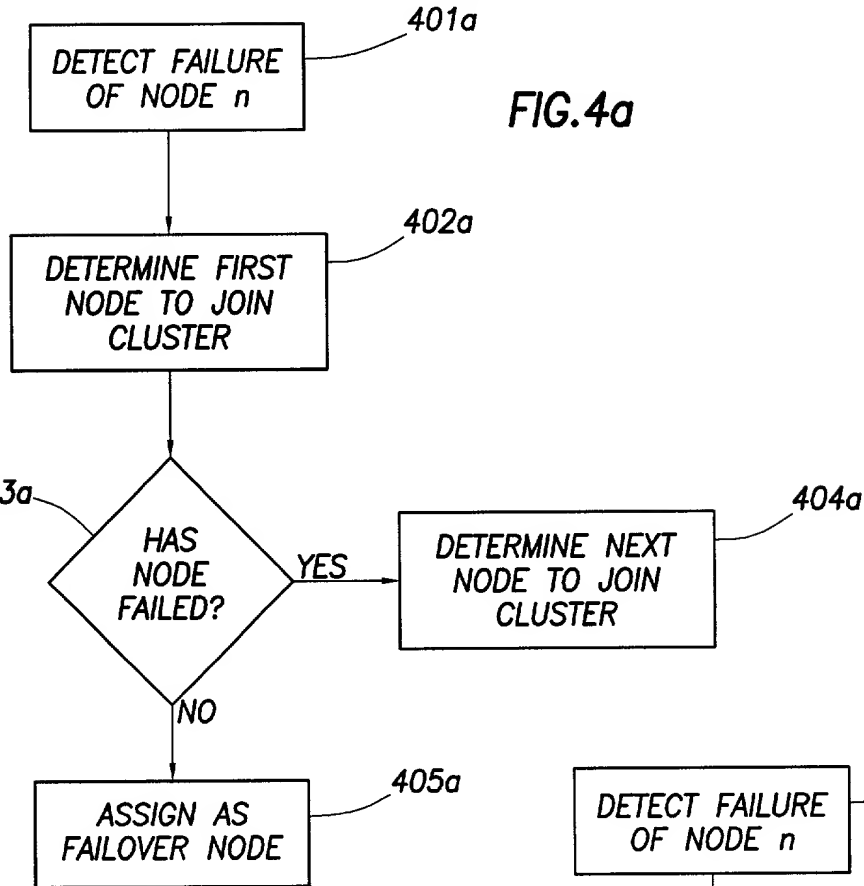 401a
DETECT FAILURE
OF NODE n
FIG.4a
402a
DETERMINE FIRST
NODE TO JOIN
CLUSTER
3a
HAS
NODE
FAILED?
YES
404a
DETERMINE NEXT
NODE TO JOIN
CLUSTER
NO
405a
ASSIGN AS
FAILOVER NODE
DETECT FAILURE
OF NODE n